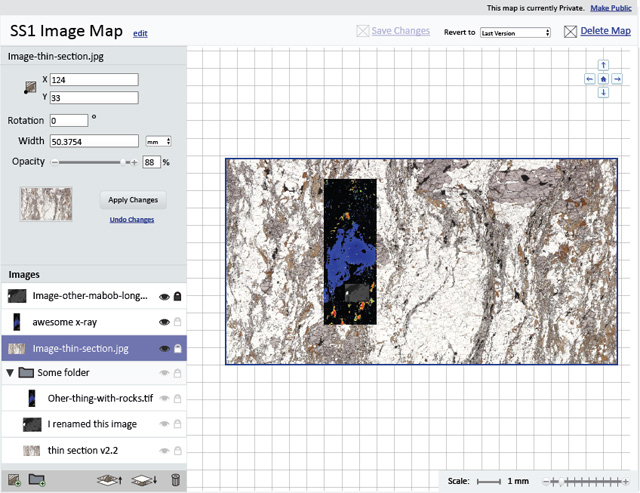 This map is currently Private. Make Public
SS1 Image Map edit
Save Changes Revert to Last Version Delete Map
Image-thin-section.jpg
X 124
Y 33
Rotation 0 °
Width 50.3754 mm
Opacity 88 %
Apply Changes
Undo Changes
Images
Image-other-mabob-long...
awesome x-ray
Image-thin-section.jpg
Some folder
Oher-thing-with-rocks.tif
I renamed this image
thin section v2.2
Scale: 1 mm